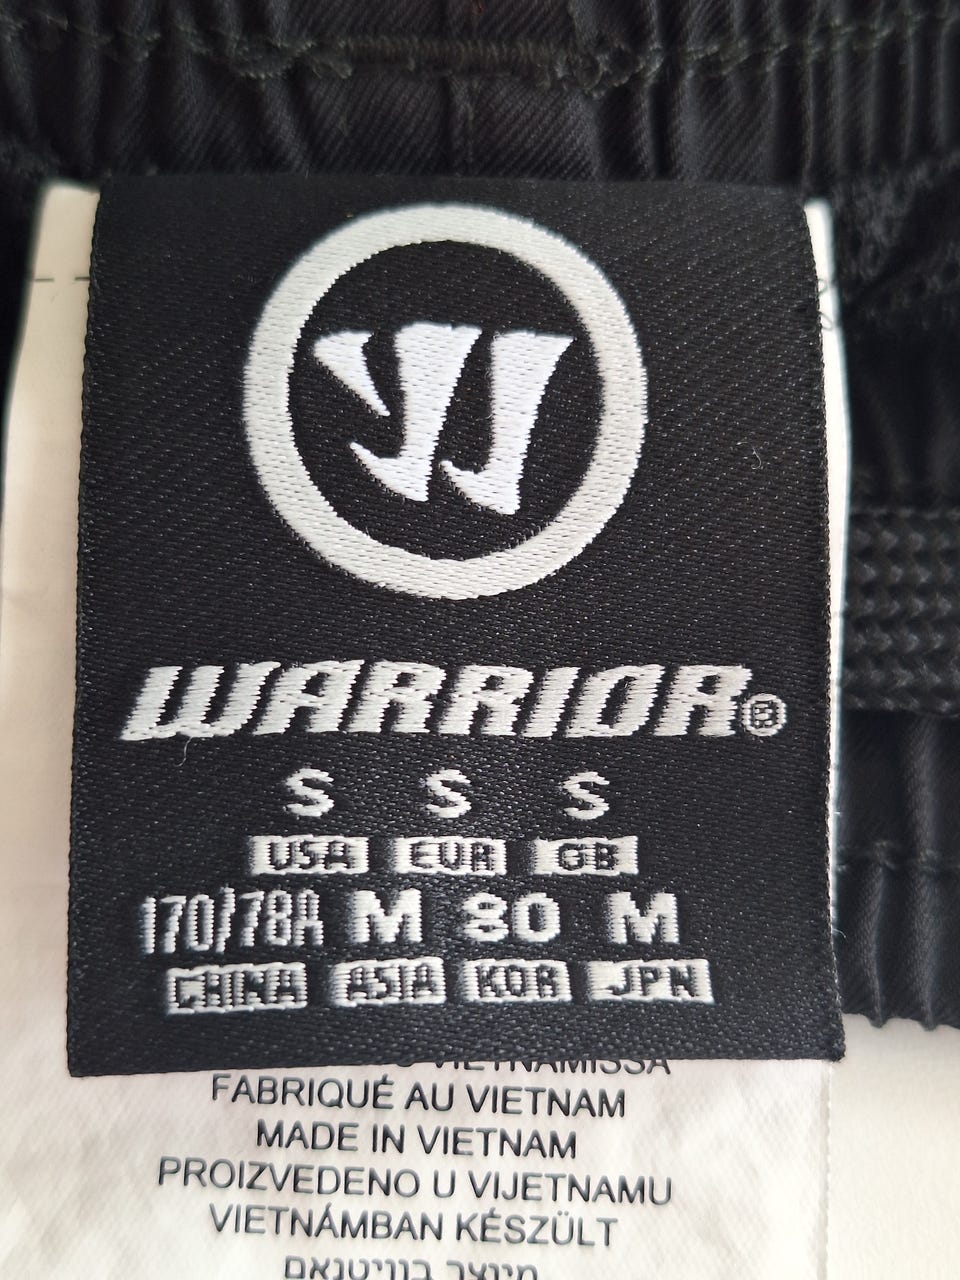 WARRIOR®
S S S
USA EUR GB
170/78A M 80 M
CHINA ASIA KOR JPN
VIETNAMISSA
FABRIQUÉ AU VIETNAM
MADE IN VIETNAM
PROIZVEDENO U VIJETNAMU
VIETNÁMBAN KÉSZÜLT
מיוצר בווייטנאם